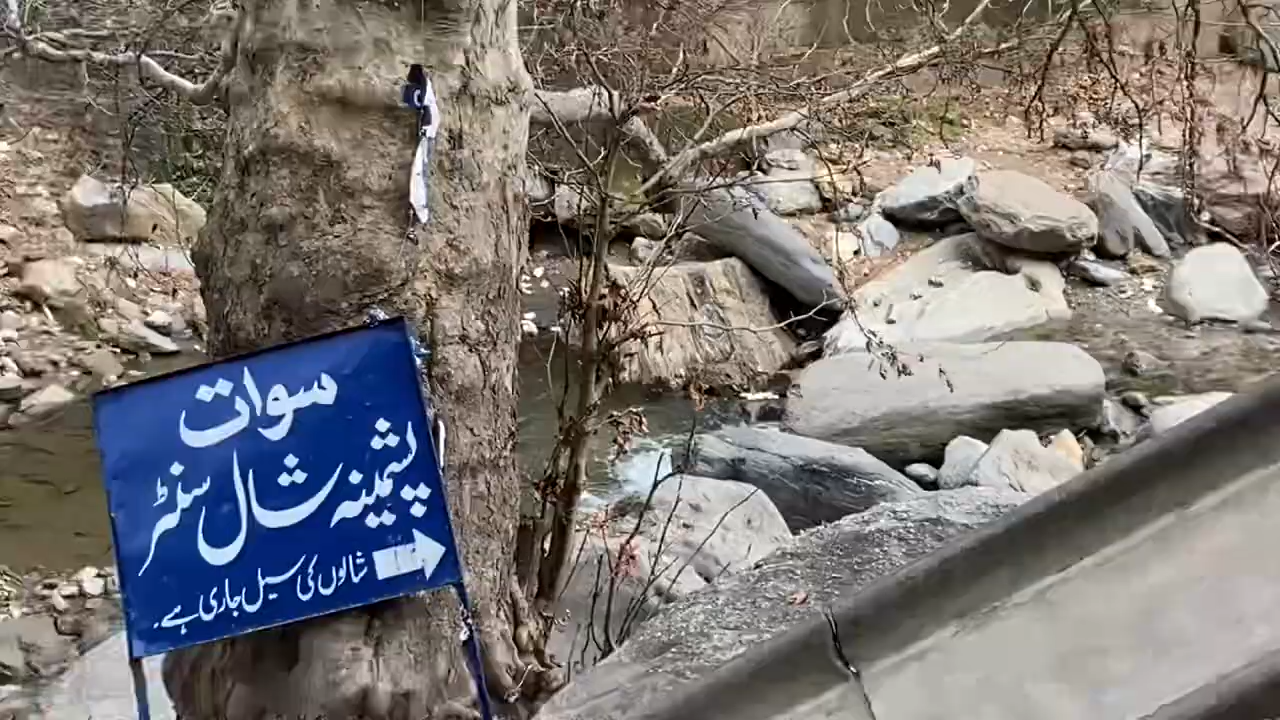 سوات
پشمینہ شال سنٹر
شالوں کی سیل جاری ہے۔